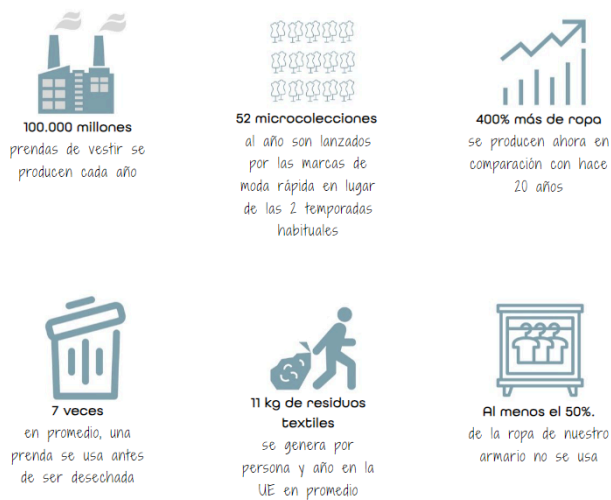 100.000 millones
prendas de vestir se
producen cada año
52 microcolecciones
al año son lanzados
por las marcas de
moda rápida en lugar
de las 2 temporadas
habituales
400% más de ropa
se producen ahora en
comparación con hace
20 años
7 veces
en promedio, una
prenda se usa antes
de ser desechada
11 kg de residuos
textiles
se genera por
persona y año en la
UE en promedio
Al menos el 50%.
de la ropa de nuestro
armario no se usa